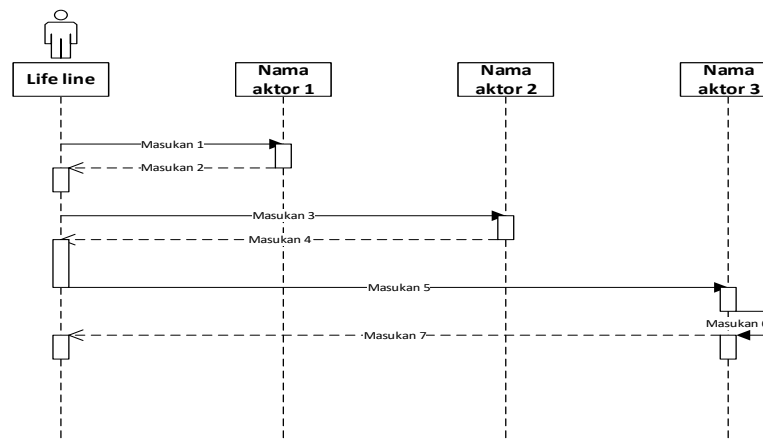 Life line
Nama
aktor 1
Nama
aktor 2
Nama
aktor 3
Masukan 1
Masukan 2
Masukan 3
Masukan 4
Masukan 5
Masukan
Masukan 7